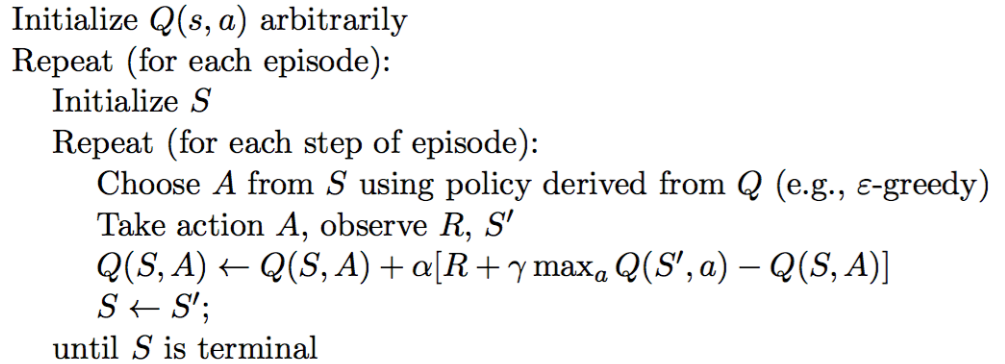 Initialize Q(s, a) arbitrarily
Repeat (for each episode):
Initialize S
Repeat (for each step of episode):
Choose A from S using policy derived from Q (e.g., ε-greedy)
Take action A, observe R, S′
Q(S, A) ← Q(S, A) + α[R + γ maxₐ Q(S′, a) − Q(S, A)]
S ← S′;
until S is terminal